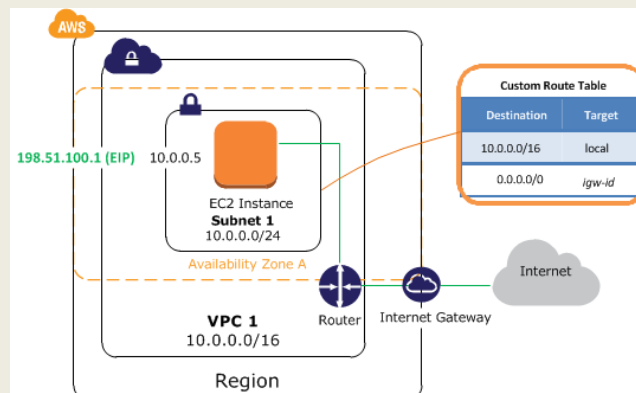 AWS
Custom Route Table
Destination Target
10.0.0.0/16 local
0.0.0.0/0 igw-id
198.51.100.1 (EIP) 10.0.0.5
EC2 Instance
Subnet 1
10.0.0.0/24
Availability Zone A
Internet
Router
Internet Gateway
VPC 1
10.0.0.0/16
Region